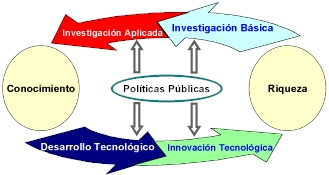 Investigación Básica
Investigación Aplicada
Conocimiento
Políticas Públicas
Riqueza
Desarrollo Tecnológico
Innovación Tecnológica